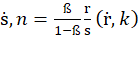 ṡ,n = ß/(1−ß) r/s (ṙ,k)